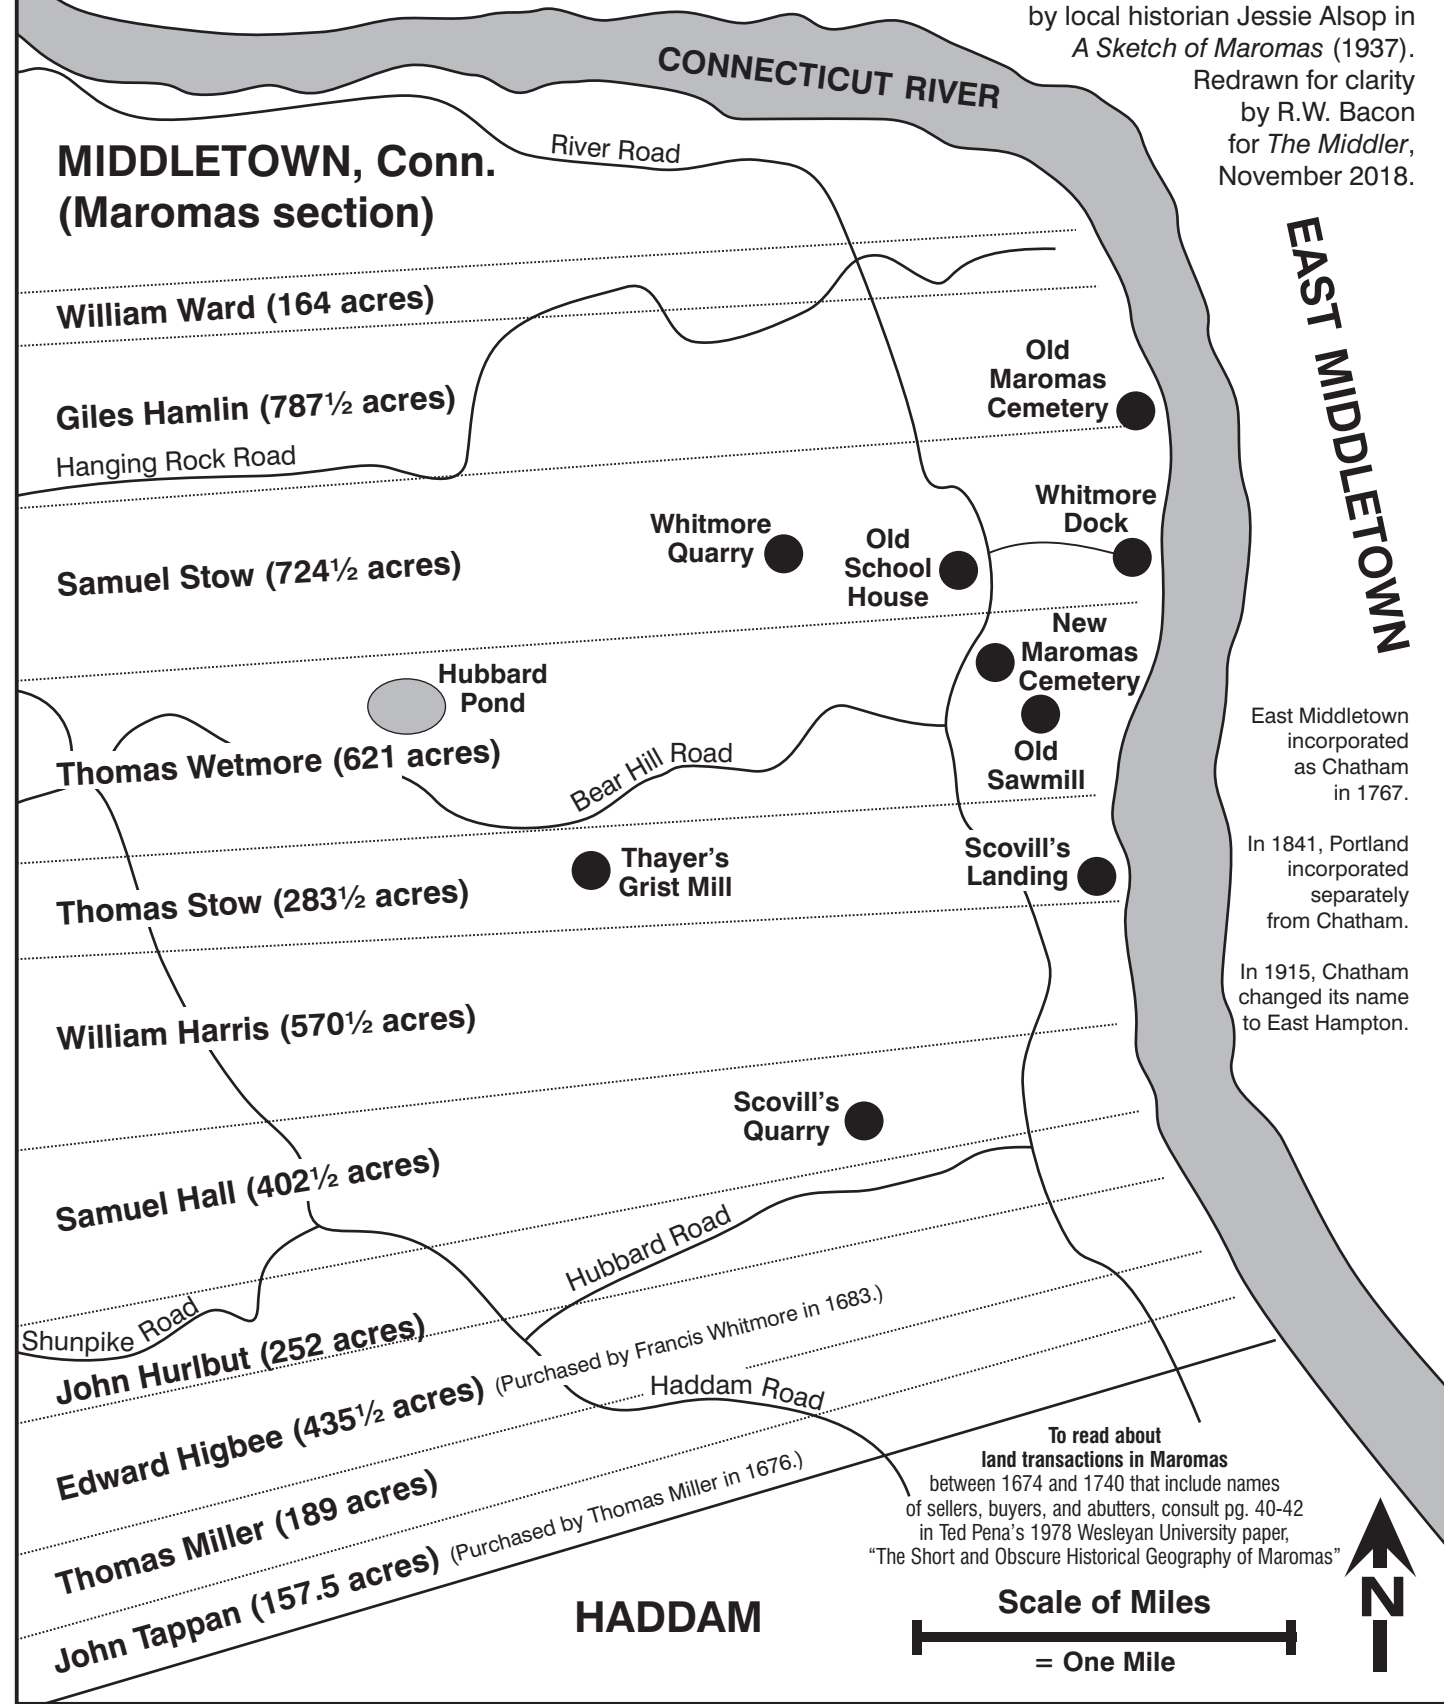 by local historian Jessie Alsop in
A Sketch of Maromas (1937).
Redrawn for clarity
by R.W. Bacon
for The Middler,
November 2018.
CONNECTICUT RIVER
River Road
MIDDLETOWN, Conn.
(Maromas section)
EAST MIDDLETOWN
William Ward (164 acres)
Giles Hamlin (787½ acres)
Hanging Rock Road
Old
Maromas
Cemetery
Whitmore
Dock
Whitmore
Quarry
Old
School
House
Samuel Stow (724½ acres)
New
Maromas
Cemetery
Hubbard
Pond
Old
Sawmill
Thomas Wetmore (621 acres)
Bear Hill Road
East Middletown
incorporated
as Chatham
in 1767.
In 1841, Portland
incorporated
separately
from Chatham.
In 1915, Chatham
changed its name
to East Hampton.
Thayer's
Grist Mill
Scovill's
Landing
Thomas Stow (283½ acres)
William Harris (570½ acres)
Scovill's
Quarry
Samuel Hall (402½ acres)
Hubbard Road
Shunpike Road
John Hurlbut (252 acres)
Edward Higbee (435½ acres) (Purchased by Francis Whitmore in 1683.)
Haddam Road
Thomas Miller (189 acres)
John Tappan (157.5 acres) (Purchased by Thomas Miller in 1676.)
To read about
land transactions in Maromas
between 1674 and 1740 that include names
of sellers, buyers, and abutters, consult pg. 40-42
in Ted Pena's 1978 Wesleyan University paper,
“The Short and Obscure Historical Geography of Maromas”
HADDAM
Scale of Miles
= One Mile
N